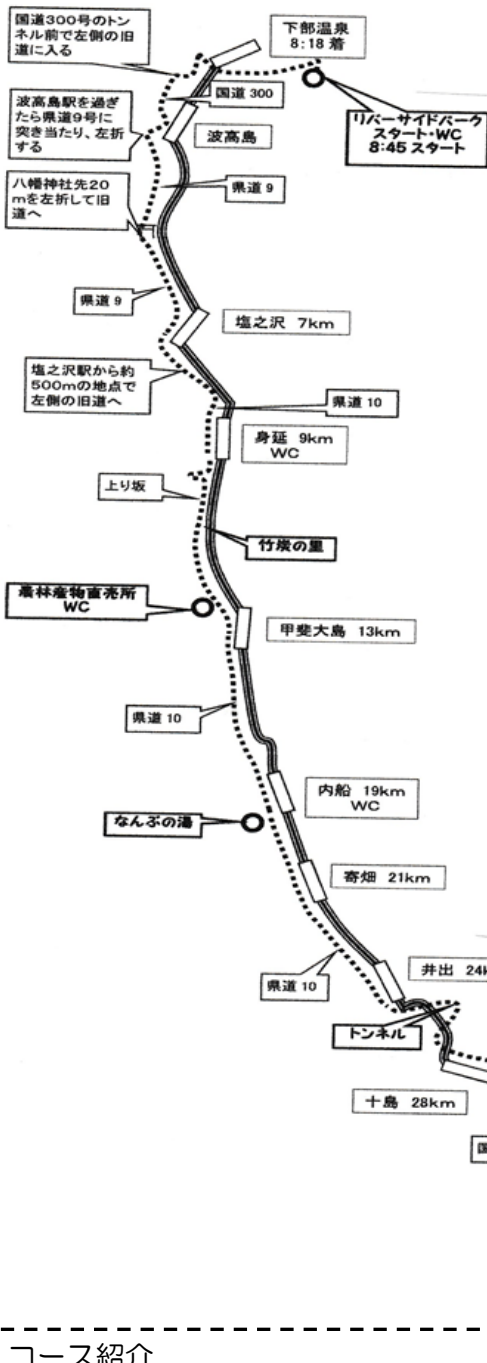 国道300号のトン
ネル前で左側の旧
道に入る
下部温泉
8:18 着
国道 300
リバーサイドパーク
スタート・WC
8:45 スタート
波高島駅を過ぎ
たら県道9号に
突き当たり、左折
する
波高島
八幡神社先20
mを左折して旧
道へ
県道 9
県道 9
塩之沢 7km
塩之沢駅から約
500mの地点で
左側の旧道へ
県道 10
身延 9km
WC
上り坂
竹炭の里
農林産物直売所
WC
甲斐大島 13km
県道 10
内船 19km
WC
なんぶの湯
寄畑 21km
井出 24k
県道 10
トンネル
十島 28km
コース紹介